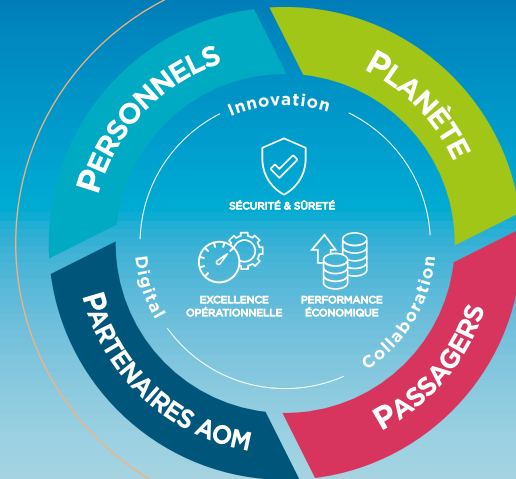 PERSONNELS
PLANÈTE
Innovation
SÉCURITÉ & SÛRETÉ
Digital
EXCELLENCE
OPÉRATIONNELLE
PERFORMANCE
ÉCONOMIQUE
Collaboration
PARTENAIRES AOM
PASSAGERS